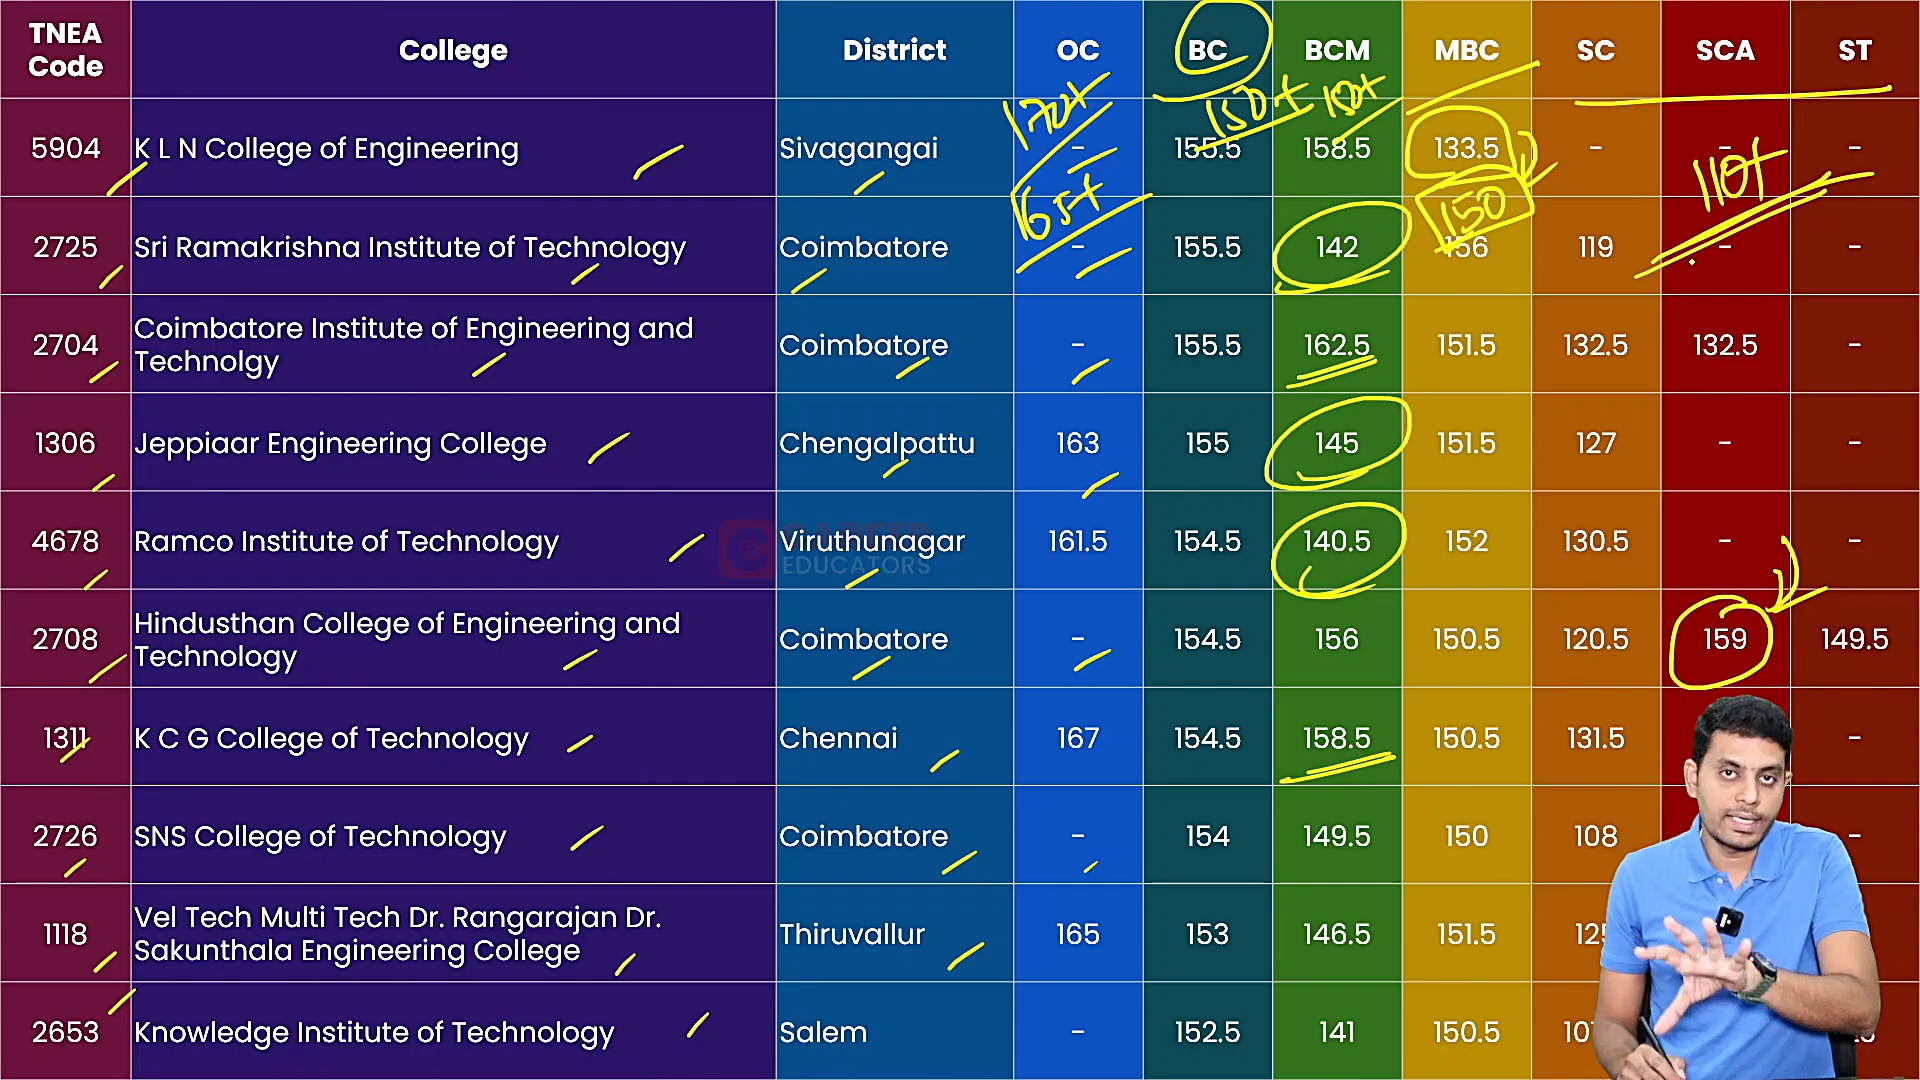 TNEA Code College District OC BC BCM MBC SC SCA ST
170+ 150+ 150+
5904 K L N College of Engineering Sivagangai - 155.5 158.5 133.5 - - -
165+ 150 110+
2725 Sri Ramakrishna Institute of Technology Coimbatore - 155.5 142 156 119 - -
2704 Coimbatore Institute of Engineering and Technolgy Coimbatore - 155.5 162.5 151.5 132.5 132.5 -
1306 Jeppiaar Engineering College Chengalpattu 163 155 145 151.5 127 - -
4678 Ramco Institute of Technology Viruthunagar 161.5 154.5 140.5 152 130.5 - -
CAREER EDUCATORS
2708 Hindusthan College of Engineering and Technology Coimbatore - 154.5 156 150.5 120.5 159 149.5
1311 K C G College of Technology Chennai 167 154.5 158.5 150.5 131.5 -
2726 SNS College of Technology Coimbatore - 154 149.5 150 108 -
1118 Vel Tech Multi Tech Dr. Rangarajan Dr. Sakunthala Engineering College Thiruvallur 165 153 146.5 151.5
2653 Knowledge Institute of Technology Salem - 152.5 141 150.5